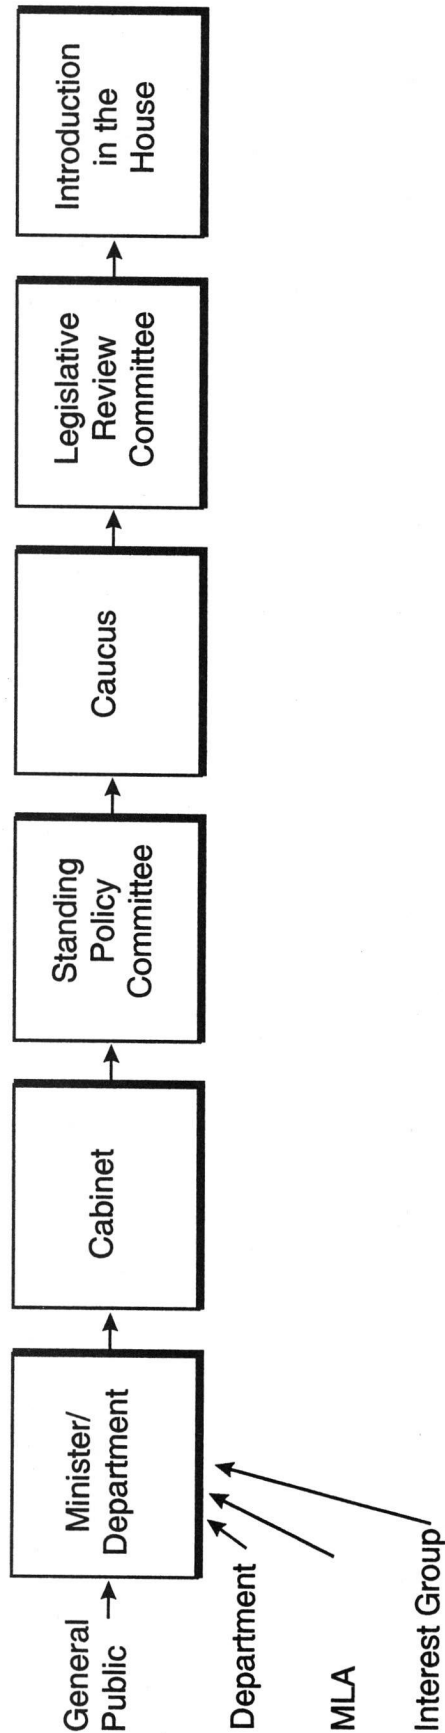 General
Public
Department
MLA
Interest Group
Minister/
Department
Cabinet
Standing
Policy
Committee
Caucus
Legislative
Review
Committee
Introduction
in the
House